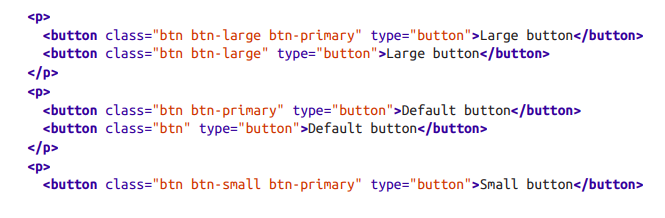 <p>
<button class="btn btn-large btn-primary" type="button">Large button</button>
<button class="btn btn-large" type="button">Large button</button>
</p>
<p>
<button class="btn btn-primary" type="button">Default button</button>
<button class="btn" type="button">Default button</button>
</p>
<p>
<button class="btn btn-small btn-primary" type="button">Small button</button>